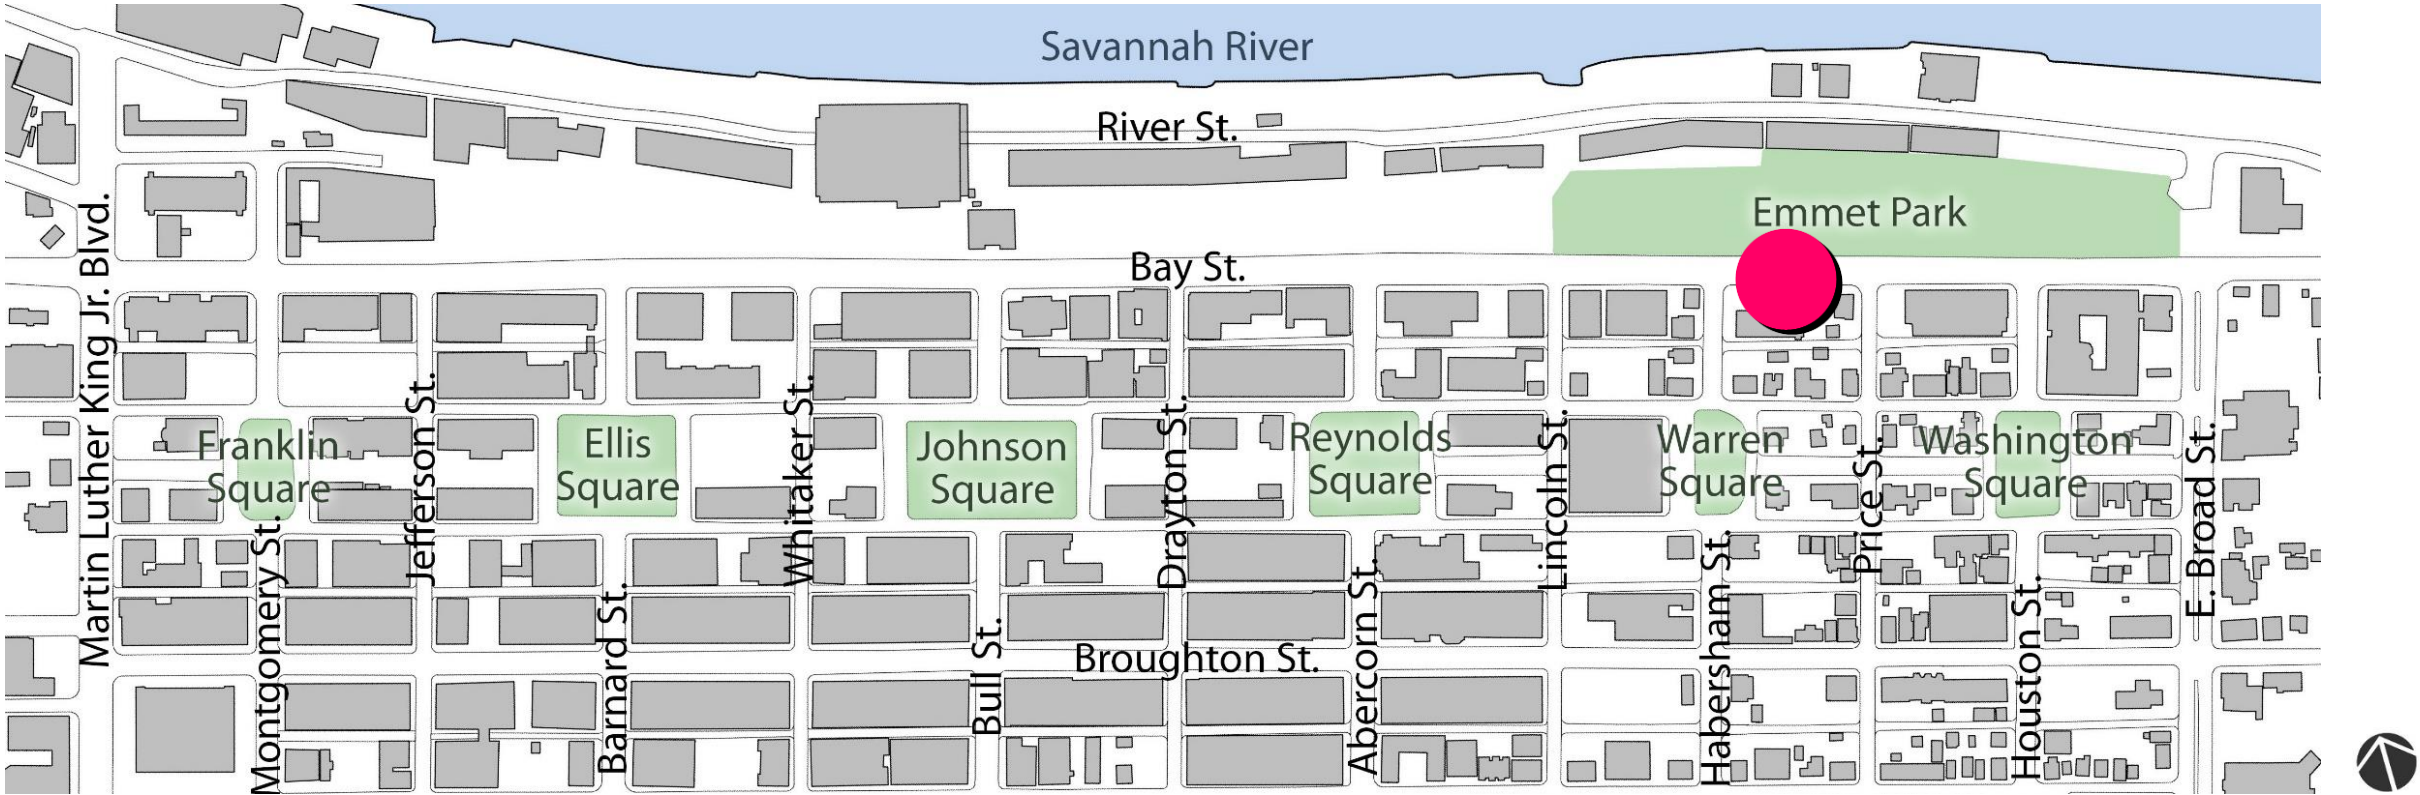 Savannah River
River St.
Emmet Park
Bay St.
Martin Luther King Jr. Blvd.
Franklin
Square
Montgomery St.
Jefferson St.
Ellis
Square
Barnard St.
Whitaker St.
Johnson
Square
Bull St.
Drayton St.
Reynolds
Square
Abercorn St.
Lincoln St.
Warren
Square
Habersham St.
Price St.
Washington
Square
Houston St.
E. Broad St.
Broughton St.